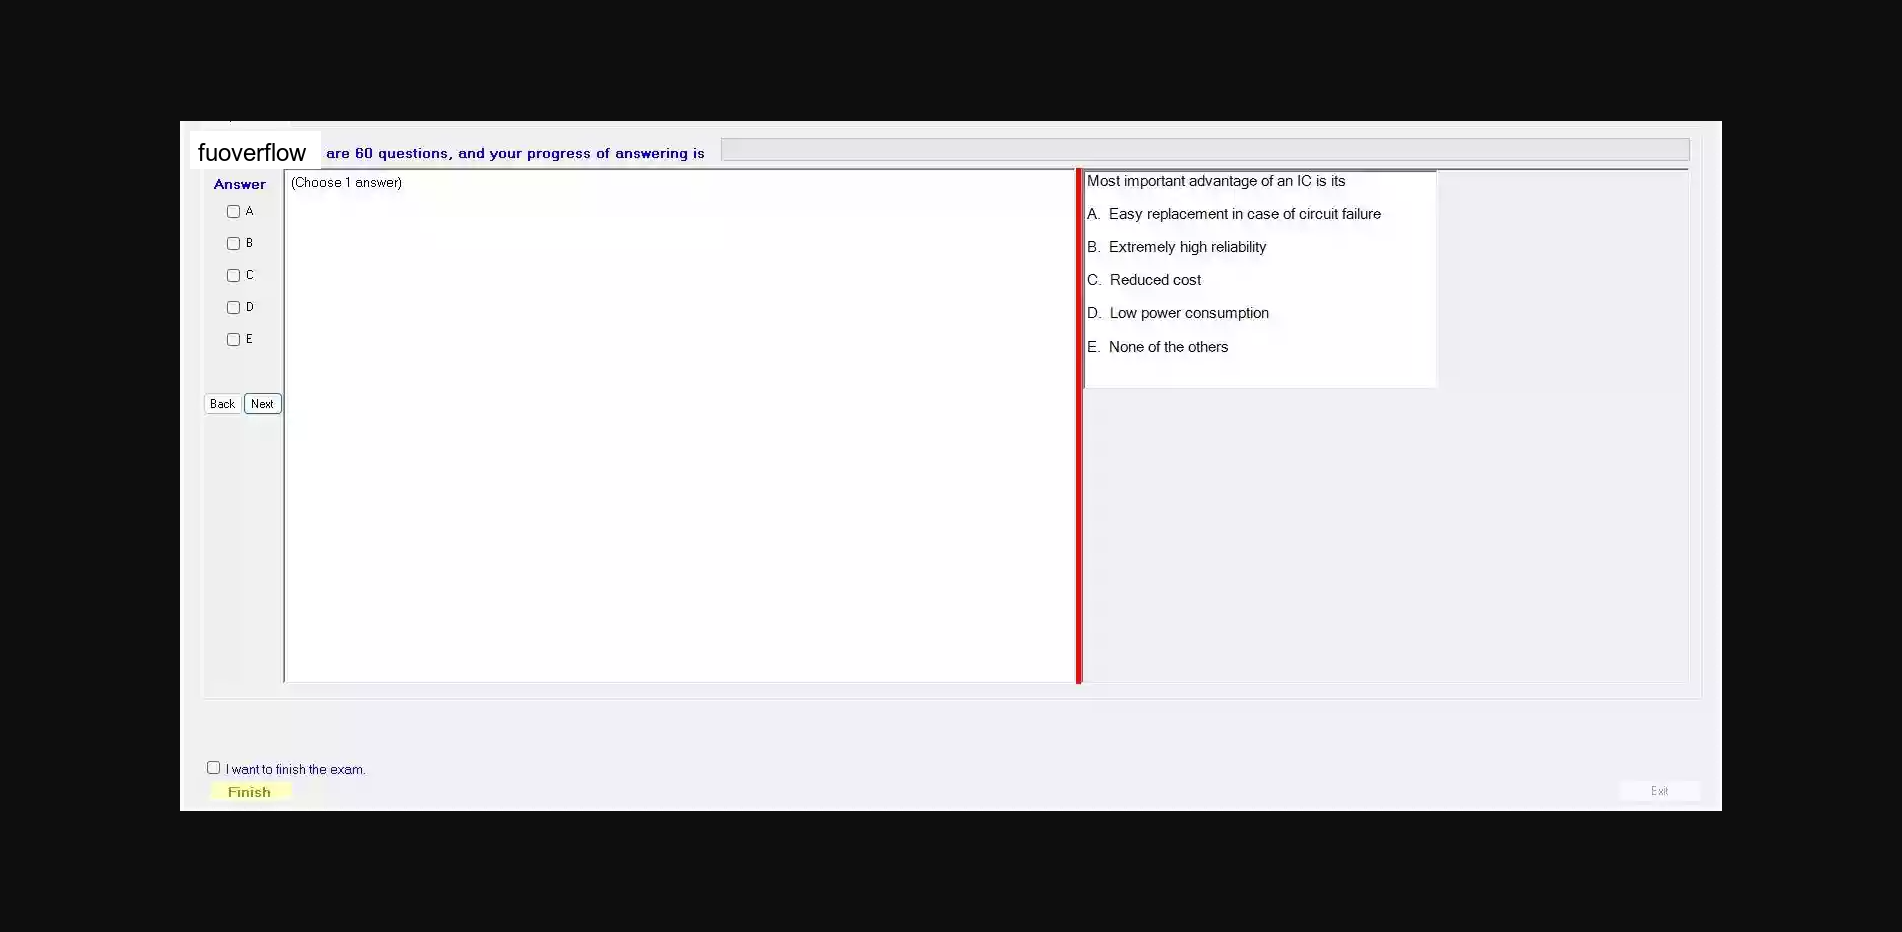 fuoverflow are 60 questions, and your progress of answering is
Answer
A
B
C
D
E
Back Next
(Choose 1 answer)
Most important advantage of an IC is its
A. Easy replacement in case of circuit failure
B. Extremely high reliability
C. Reduced cost
D. Low power consumption
E. None of the others
I want to finish the exam.
Finish
Exit